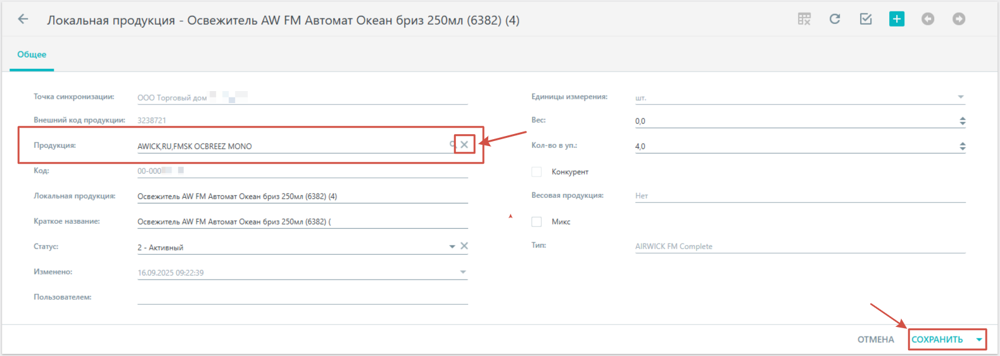 Локальная продукция - Освежитель AW FM Автомат Океан бриз 250мл (6382) (4)
Общее
Точка синхронизации: ООО Торговый дом
Внешний код продукции: 3238721
Продукция: AWICK,RU,FMSK OCBREEZ MONO
Код: 00-000
Локальная продукция: Освежитель AW FM Автомат Океан бриз 250мл (6382) (4)
Краткое название: Освежитель AW FM Автомат Океан бриз 250мл (6382) (
Статус: 2 - Активный
Изменено: 16.09.2025 09:22:39
Пользователем:
Единицы измерения: шт.
Вес: 0,0
Кол-во в уп.: 4,0
Конкурент
Весовая продукция: Нет
Микс
Тип: AIRWICK FM Complete
ОТМЕНА СОХРАНИТЬ